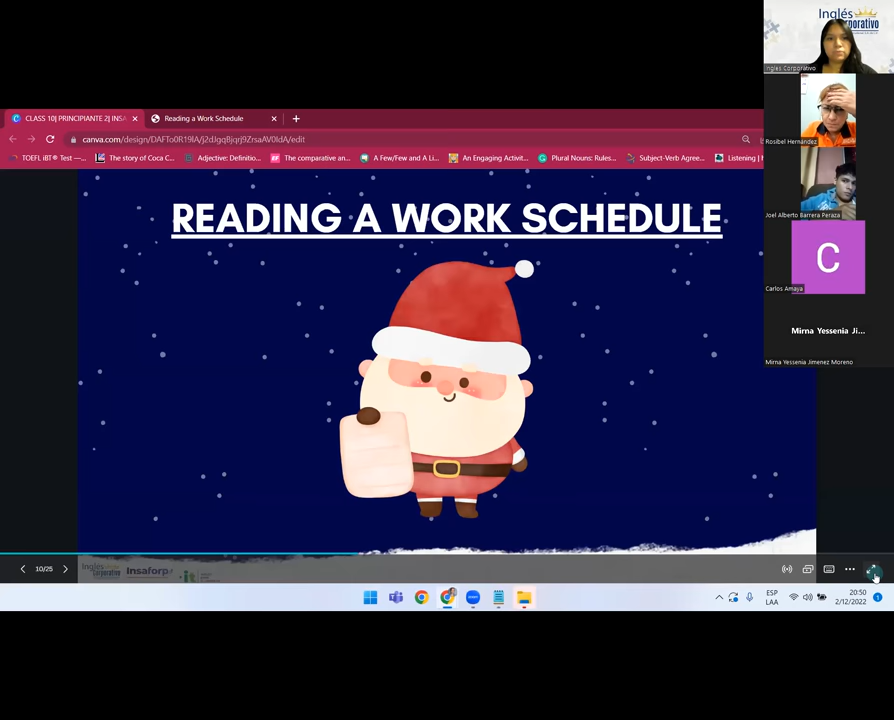 Inglés
Corporativo
Inglés Corporativo
CLASS 10| PRINCIPIANTE 2| INSA
Reading a Work Schedule
canva.com/design/DAFTo0R19lA/j2dJgqBjqrj9ZrsaAV0IdA/edit
TOEFL iBT® Test —...
The story of Coca C...
Adjective: Definitio...
The comparative an...
A Few/Few and A Li...
An Engaging Activit...
Plural Nouns: Rules...
Subject-Verb Agree...
Listening |
Rosibel Hernández
READING A WORK SCHEDULE
Joel Alberto Barrera Peraza
C
Carlos Amaya
Mirna Yessenia Ji...
Mirna Yessenia Jimenez Moreno
10/25
Inglés
Corporativo
Insaforp
ESP
LAA
20:50
2/12/2022
1